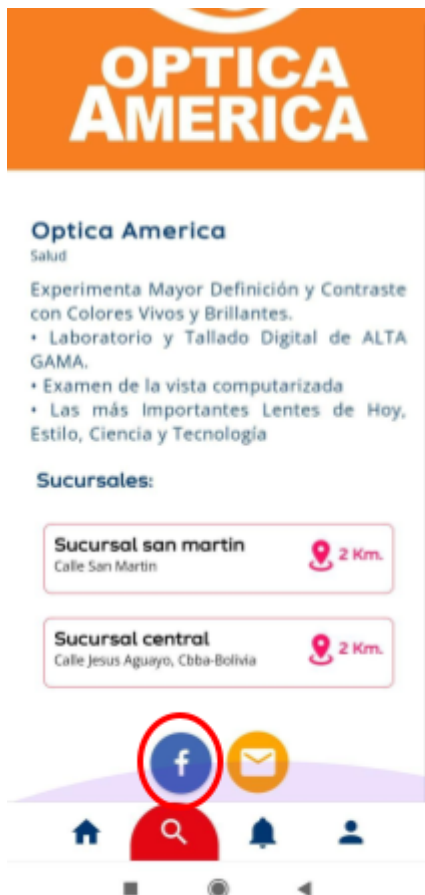 OPTICA
AMERICA
Optica America
Salud
Experimenta Mayor Definición y Contraste
con Colores Vivos y Brillantes.
• Laboratorio y Tallado Digital de ALTA
GAMA.
• Examen de la vista computarizada
• Las más Importantes Lentes de Hoy,
Estilo, Ciencia y Tecnología
Sucursales:
Sucursal san martin
Calle San Martin
2 Km.
Sucursal central
Calle Jesus Aguayo, Cbba-Bolivia
2 Km.
f